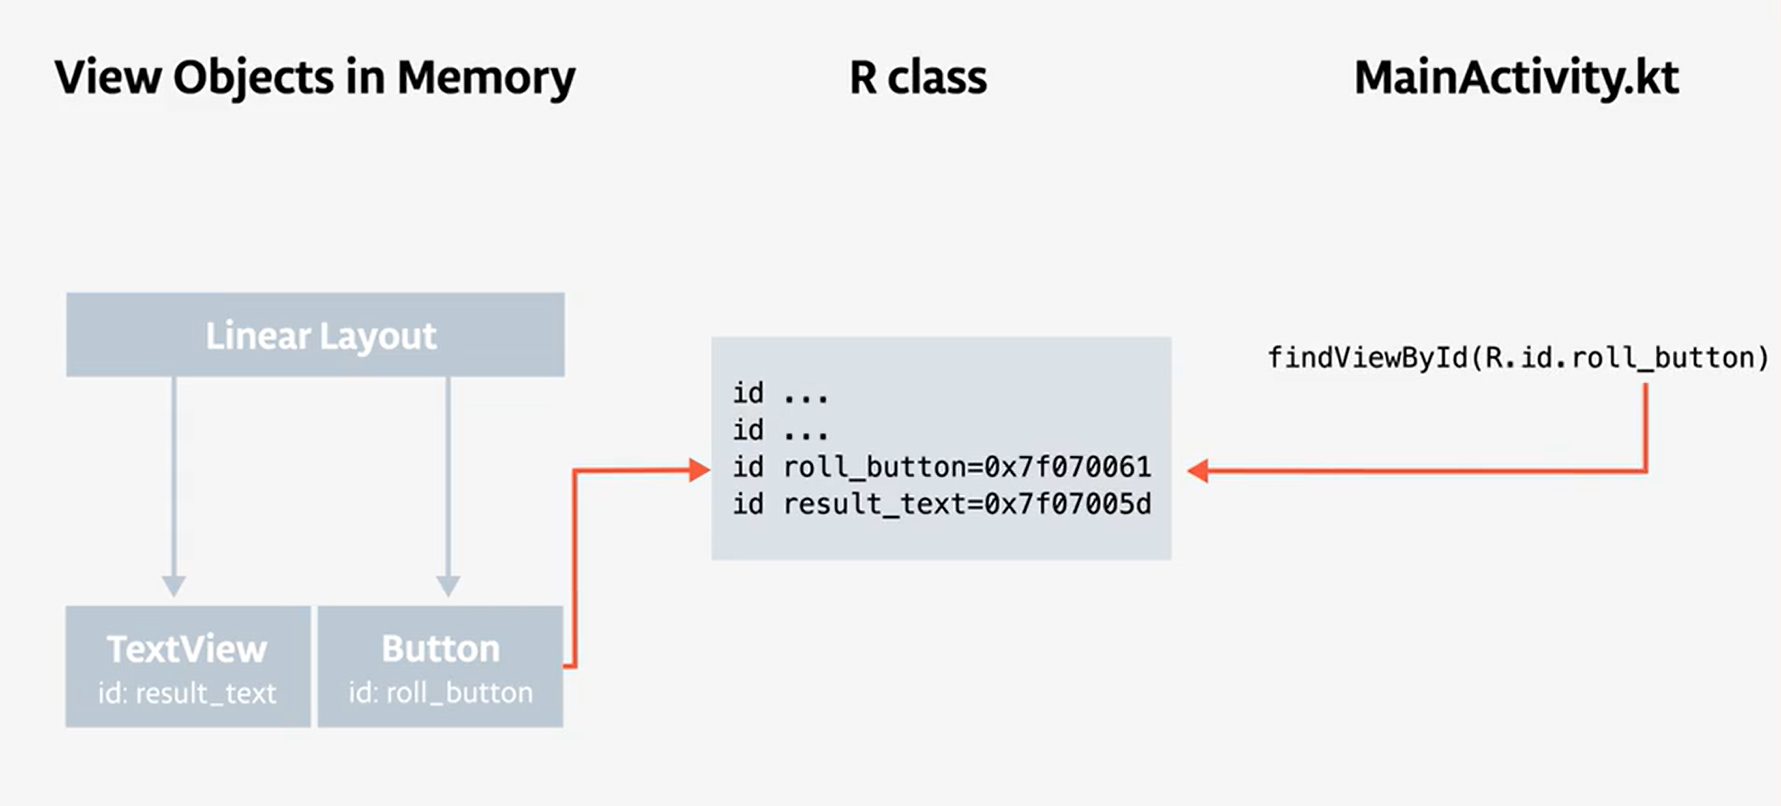 View Objects in Memory
R class
MainActivity.kt
Linear Layout
TextView
id: result_text
Button
id: roll_button
id ...
id ...
id roll_button=0x7f070061
id result_text=0x7f07005d
findViewById(R.id.roll_button)